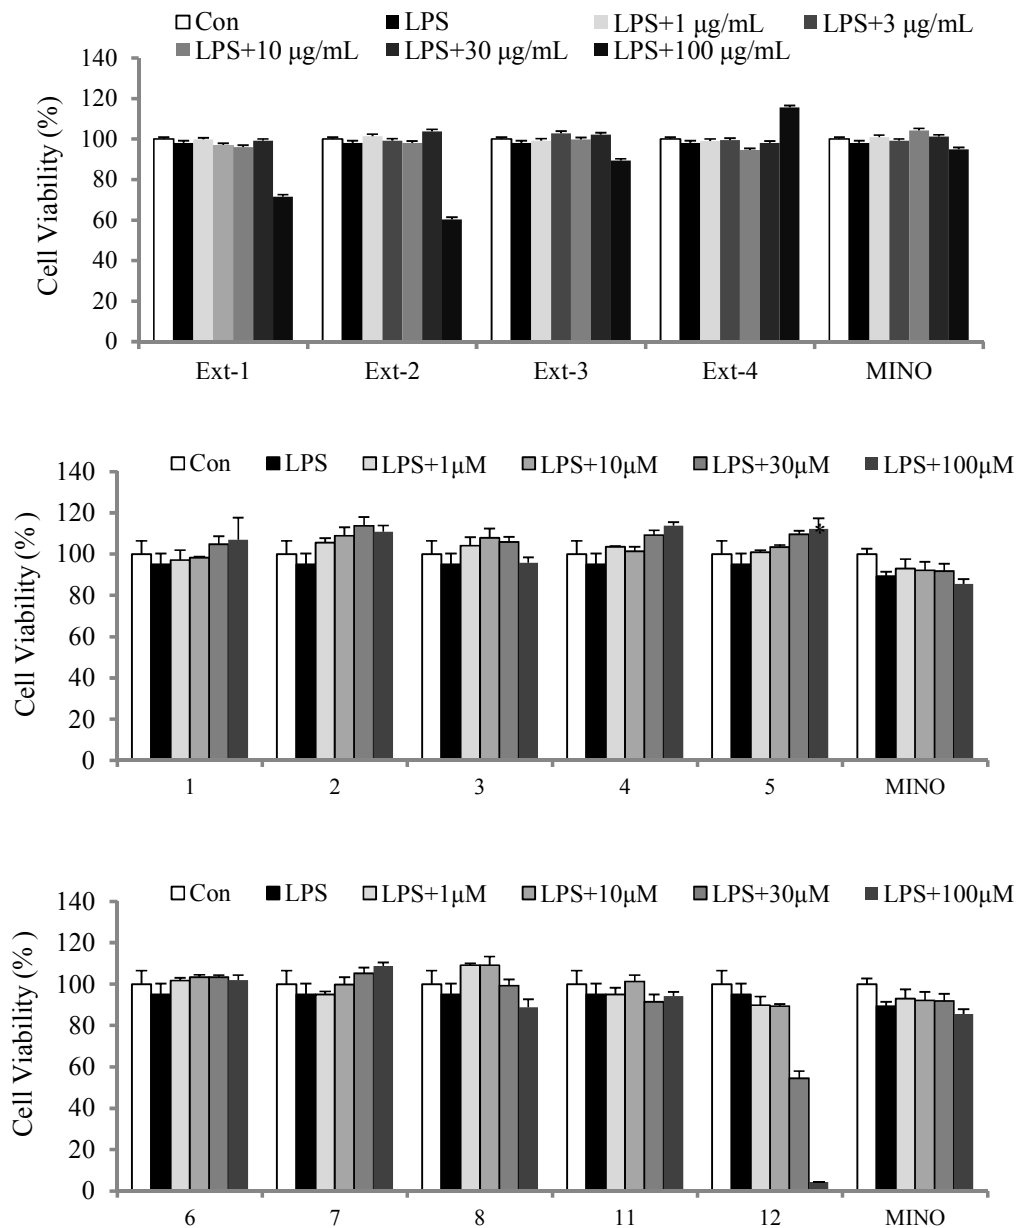 Con LPS LPS+1 μg/mL LPS+3 μg/mL
LPS+10 μg/mL LPS+30 μg/mL LPS+100 μg/mL
Cell Viability (%)
140
120
100
80
60
40
20
0
Ext-1 Ext-2 Ext-3 Ext-4 MINO
Con LPS LPS+1μM LPS+10μM LPS+30μM LPS+100μM
Cell Viability (% )
140
120
100
80
60
40
20
0
*
1 2 3 4 5 MINO
Con LPS LPS+1μM LPS+10μM LPS+30μM LPS+100μM
Cell Viability (% )
140
120
100
80
60
40
20
0
6 7 8 11 12 MINO